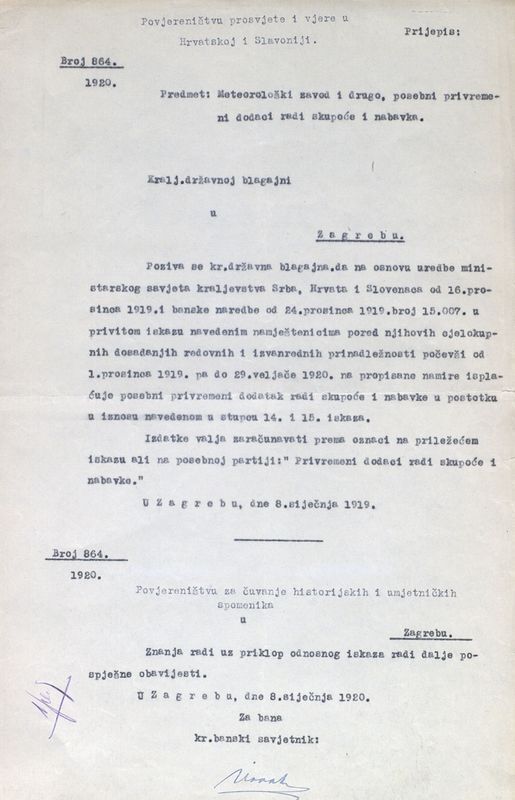 Povjereničtvu prosvjete i vjere u
Hrvatskoj i Slavoniji.
Prijepis:
Broj 864.
1920.
Predmet: Meteorološki zavod i drugo, posebni privreme-
ni dodaci radi skupoće i nabavka.
Kralj.državnoj blagajni
u
Zagrebu.
Poziva se kr.državna blagajna.da na osnovu uredbe mini-
starskog savjeta kraljevstva Srba, Hrvata i Slovenaca od 16.pro-
sinca 1919.i banske naredbe od 24.prosinca 1919.broj 15.007. u
privitom iskazu navedenim namještenicima pored njihovih cjelokup-
nih dosadanjih redovnih i izvanrednih prinadležnosti počevši od
1.prosinca 1919. pa do 29.veljače 1920. na propisane namire ispla-
ćuje posebni privremeni dodatak radi skupoće i nabavke u postotku
u iznosu navedenom u stupcu 14. i 15. iskaza.
Izdatke valja zaračunavati prema oznaci na priležećem
iskazu ali na posebnoj partiji:" Privremeni dodaci radi skupoće i
nabavke."
U Z a g r e b u, dne 8.siječnja 1919.
Broj 864.
1920.
Povjereničtvu za čuvanje historijskih i umjetničkih
spomenika
u
Zagrebu.
Znanja radi uz priklop odnosnog iskaza radi dalje po-
spješne obavijesti.
U Z a g r e b u, dne 8.siječnja 1920.
Za bana
kr.banski savjetnik: